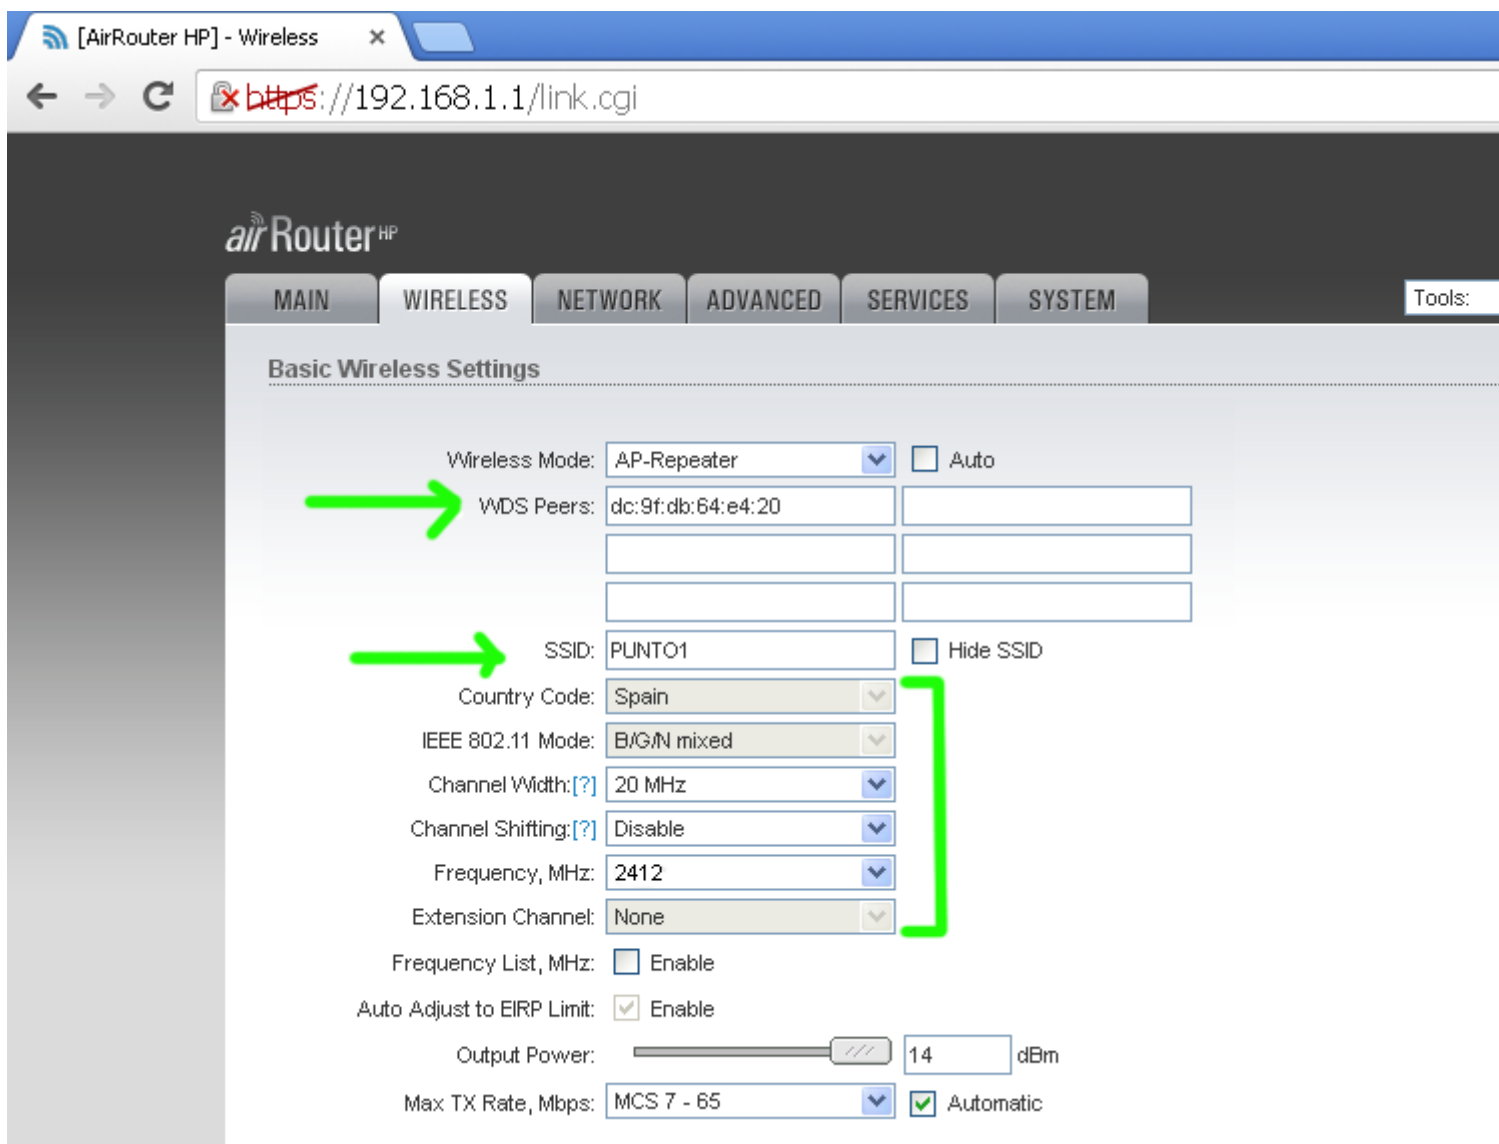 [AirRouter HP] - Wireless
https://192.168.1.1/link.cgi
airRouter HP
MAIN WIRELESS NETWORK ADVANCED SERVICES SYSTEM Tools:
Basic Wireless Settings
Wireless Mode: AP-Repeater Auto
WDS Peers: dc:9f:db:64:e4:20
SSID: PUNTO1 Hide SSID
Country Code: Spain
IEEE 802.11 Mode: B/G/N mixed
Channel Width:[?] 20 MHz
Channel Shifting:[?] Disable
Frequency, MHz: 2412
Extension Channel: None
Frequency List, MHz: Enable
Auto Adjust to EIRP Limit: Enable
Output Power: 14 dBm
Max TX Rate, Mbps: MCS 7 - 65 Automatic